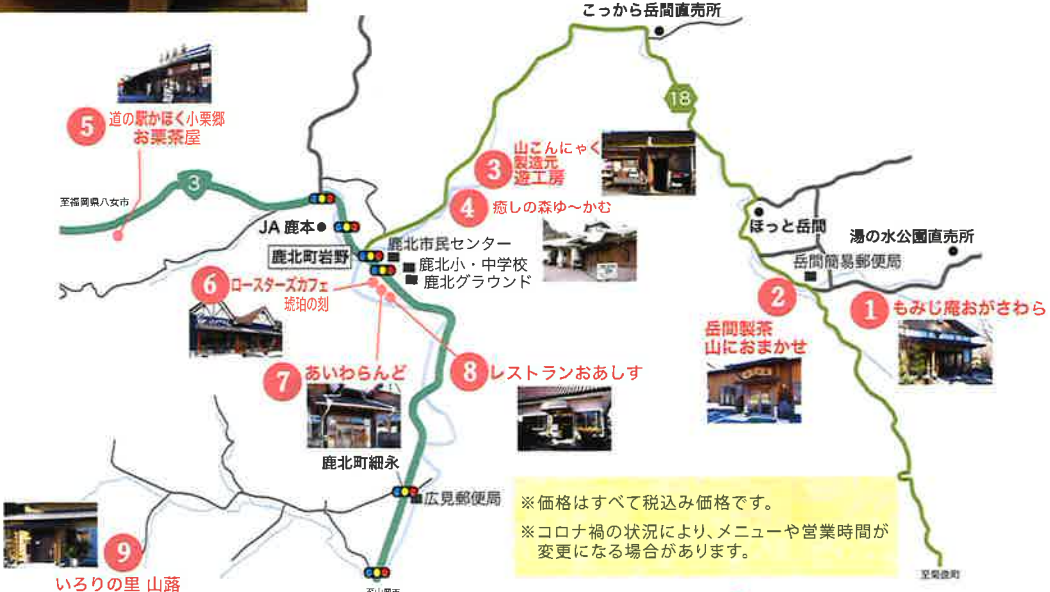 こっから岳間直売所
18
5
道の駅かほく小栗郷
お栗茶屋
3
至福岡県八女市
JA 鹿本
鹿北町岩野
鹿北市民センター
鹿北小・中学校
鹿北グラウンド
3
山こんにゃく
製造元
遊工房
4
癒しの森ゆ～かむ
ほっと岳間
湯の水公園直売所
岳間簡易郵便局
6
ロースターズカフェ
琥珀の刻
2
岳間製茶
山におまかせ
1
もみじ庵おがさわら
7
あいわらんど
8
レストランおあしす
鹿北町細永
広見郵便局
9
いろりの里 山蕗
※価格はすべて税込み価格です。
※コロナ禍の状況により、メニューや営業時間が
変更になる場合があります。
至菊池町